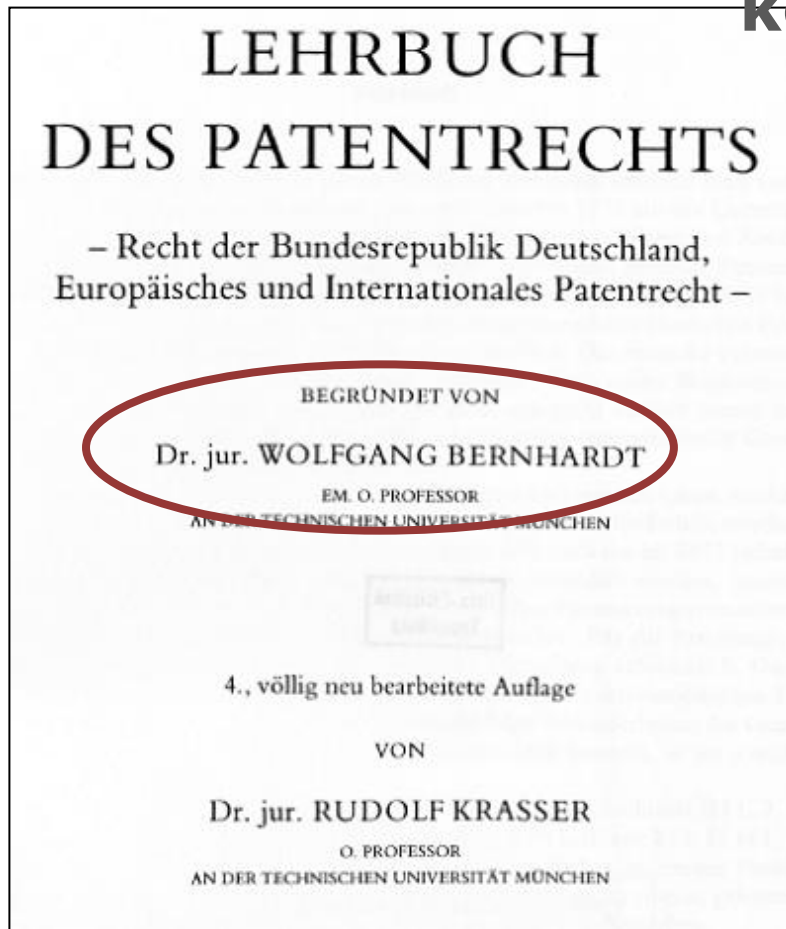 LEHRBUCH
DES PATENTRECHTS
– Recht der Bundesrepublik Deutschland,
Europäisches und Internationales Patentrecht –
BEGRÜNDET VON
Dr. jur. WOLFGANG BERNHARDT
EM. O. PROFESSOR
AN DER TECHNISCHEN UNIVERSITÄT MÜNCHEN
4., völlig neu bearbeitete Auflage
VON
Dr. jur. RUDOLF KRASSER
O. PROFESSOR
AN DER TECHNISCHEN UNIVERSITÄT MÜNCHEN